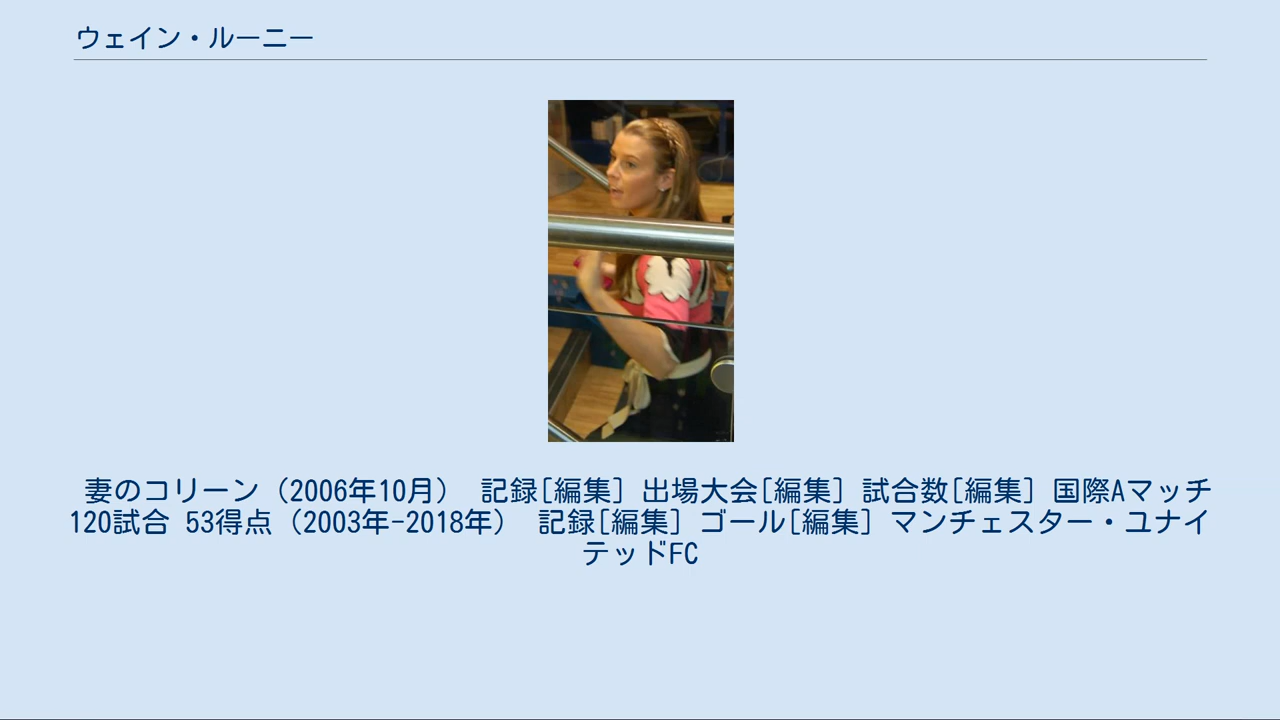 ウェイン・ルーニー
妻のコリーン（2006年10月） 記録[編集] 出場大会[編集] 試合数[編集] 国際Aマッチ
120試合 53得点（2003年-2018年） 記録[編集] ゴール[編集] マンチェスター・ユナイ
テッドFC